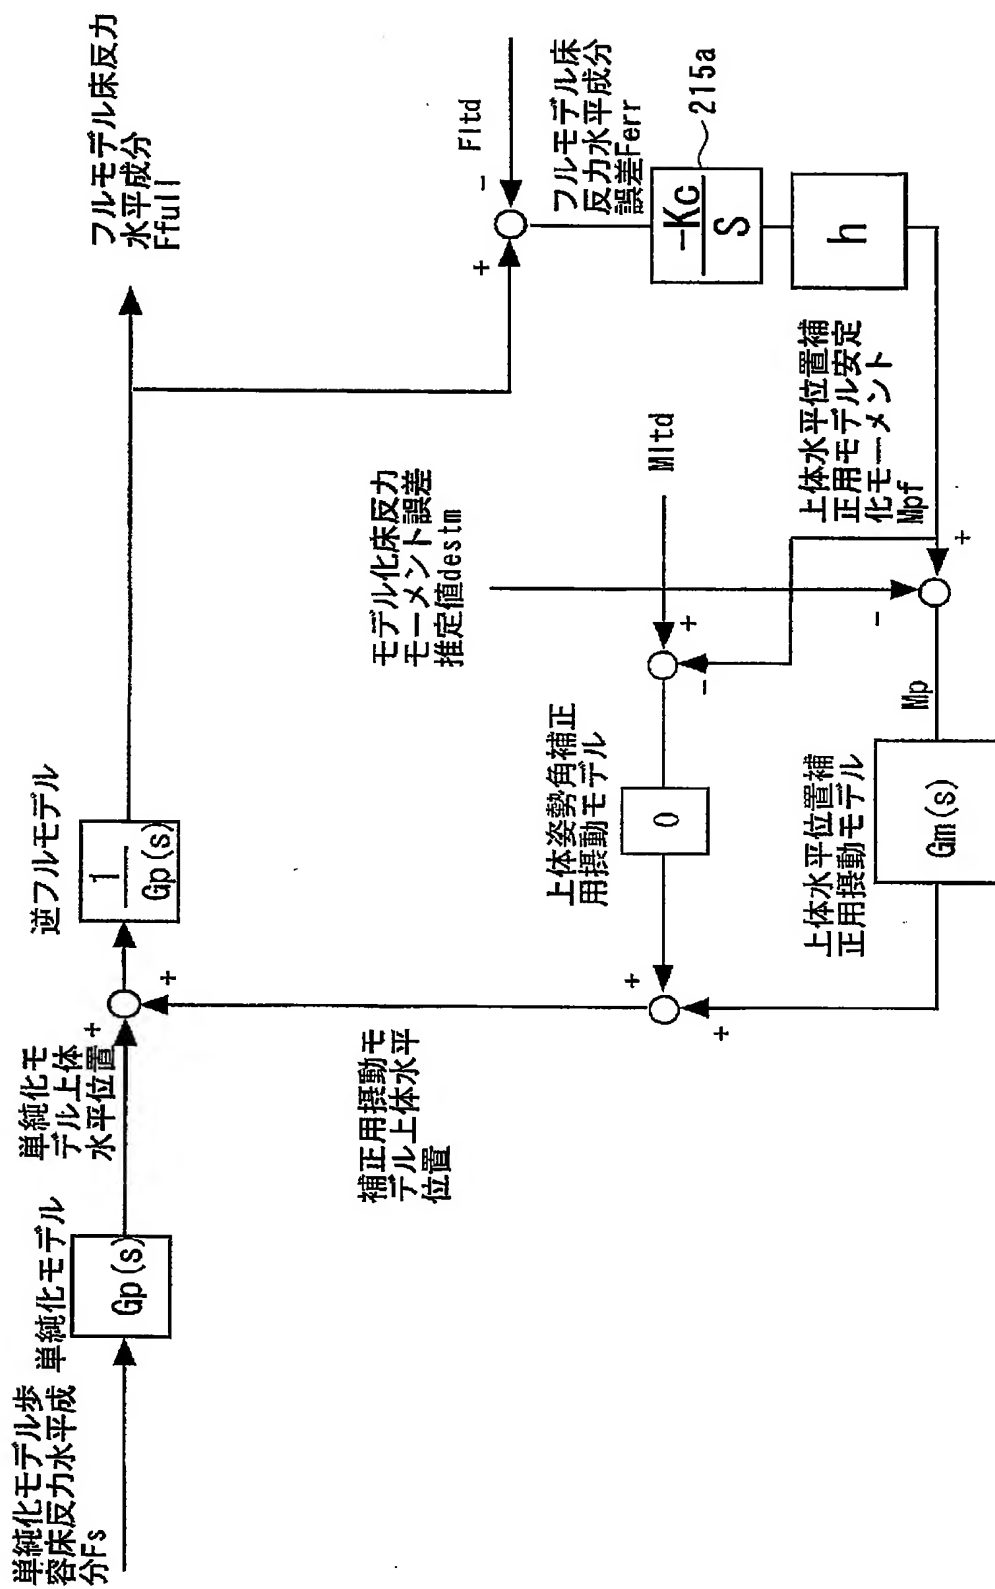 単純化モデル歩
容床反力水平成
分Fs
単純化モデル
Gp(s)
単純化モ
デル上体
水平位置
+
+
逆フルモデル
1
Gp(s)
フルモデル床反力
水平成分
Ffull
補正用摂動モ
デル上体水平
位置
モデル化床反力
モーメント誤差
推定値destm
Fltd
-
+
フルモデル床
反力水平成分
誤差Ferr
-Kc
S
215a
h
上体姿勢角補正
用摂動モデル
0
+
+
Mltd
+
-
上体水平位置補
正用モデル安定
化モーメント
Mpf
+
-
Mp
上体水平位置補
正用摂動モデル
Gm(s)